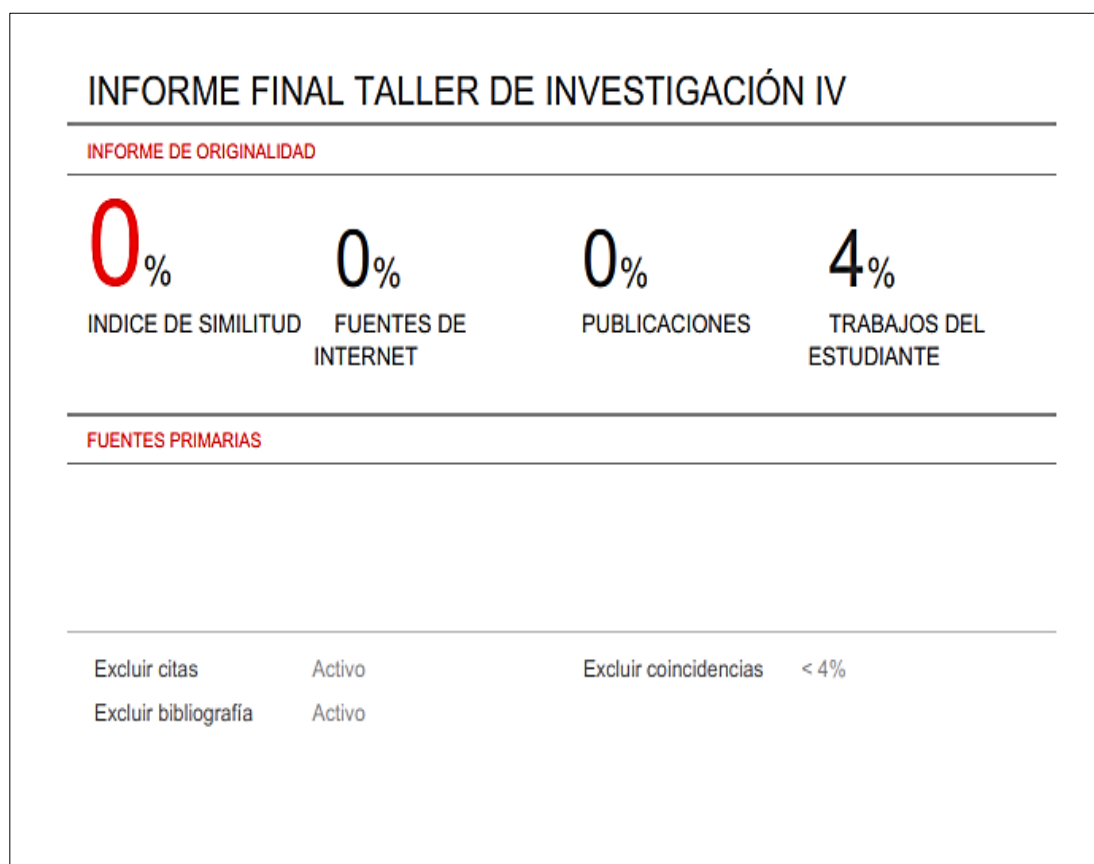 INFORME FINAL TALLER DE INVESTIGACIÓN IV
INFORME DE ORIGINALIDAD
0%
INDICE DE SIMILITUD
0%
FUENTES DE
INTERNET
0%
PUBLICACIONES
4%
TRABAJOS DEL
ESTUDIANTE
FUENTES PRIMARIAS
Excluir citas Activo
Excluir bibliografía Activo
Excluir coincidencias < 4%